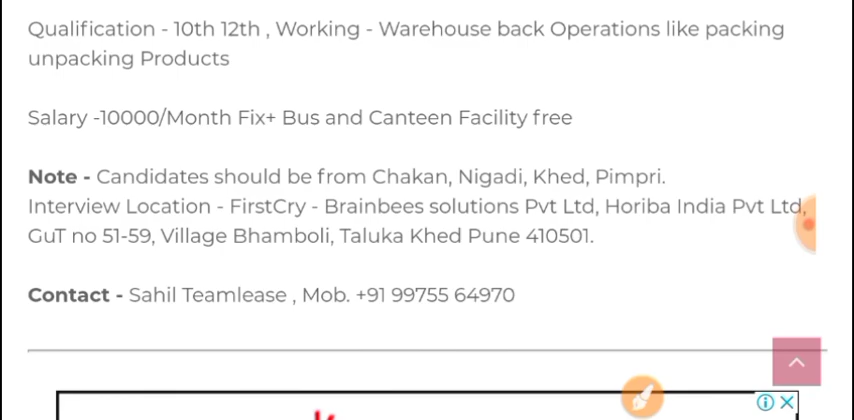 Qualification - 10th 12th , Working - Warehouse back Operations like packing
unpacking Products
Salary -10000/Month Fix+ Bus and Canteen Facility free
Note - Candidates should be from Chakan, Nigadi, Khed, Pimpri.
Interview Location - FirstCry - Brainbees solutions Pvt Ltd, Horiba India Pvt Ltd,
GuT no 51-59, Village Bhamboli, Taluka Khed Pune 410501.
Contact - Sahil Teamlease , Mob. +91 99755 64970